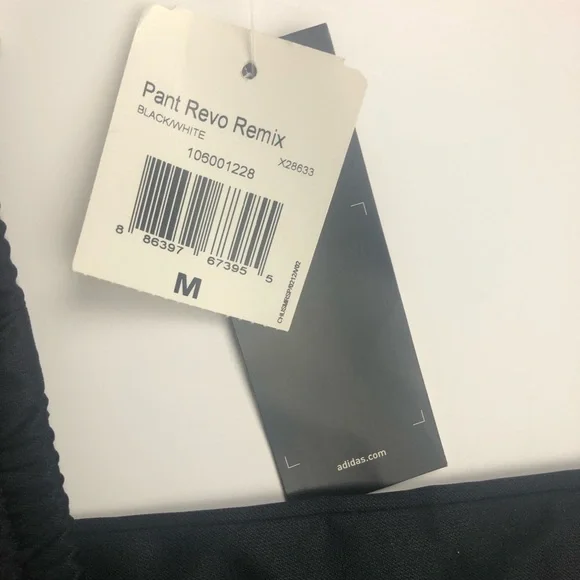 Pant Revo Remix
BLACK/WHITE
106001228 X28633
8 86397 67395 5
M
adidas.com